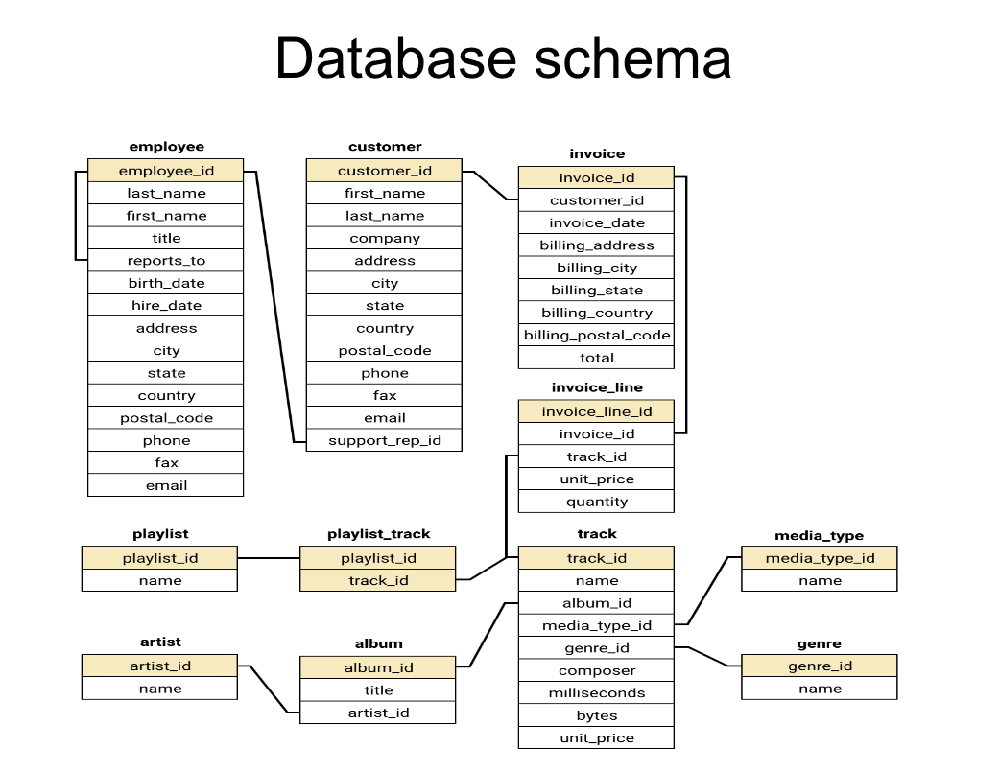 Database schema
employee
employee_id
last_name
first_name
title
reports_to
birth_date
hire_date
address
city
state
country
postal_code
phone
fax
email
customer
customer_id
first_name
last_name
company
address
city
state
country
postal_code
phone
fax
email
support_rep_id
invoice
invoice_id
customer_id
invoice_date
billing_address
billing_city
billing_state
billing_country
billing_postal_code
total
invoice_line
invoice_line_id
invoice_id
track_id
unit_price
quantity
playlist
playlist_id
name
playlist_track
playlist_id
track_id
track
track_id
name
album_id
media_type_id
genre_id
composer
milliseconds
bytes
unit_price
media_type
media_type_id
name
artist
artist_id
name
album
album_id
title
artist_id
genre
genre_id
name